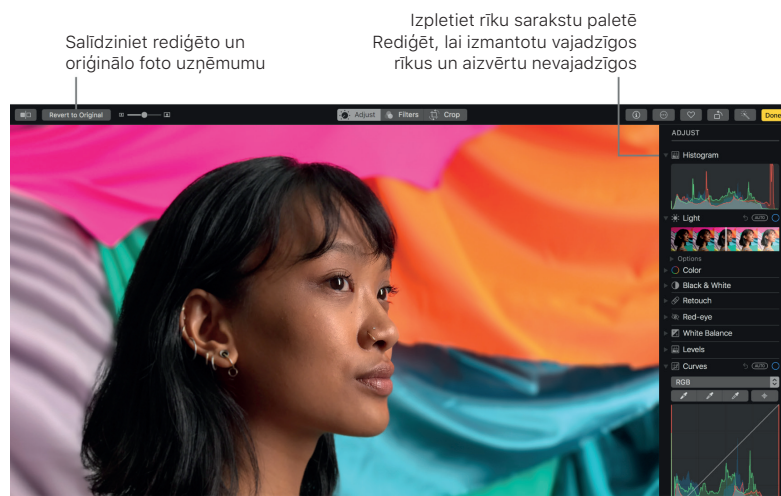 Izpletiet rīku sarakstu paletē
Rediģēt, lai izmantotu vajadzīgos
rīkus un aizvērtu nevajadzīgos
Salīdziniet rediģēto un
oriģinālo foto uzņēmumu
Revert to Original
Adjust
Filters
Crop
Done
ADJUST
Histogram
Light
AUTO
Options
Color
Black & White
Retouch
Red-eye
White Balance
Levels
Curves
AUTO
RGB